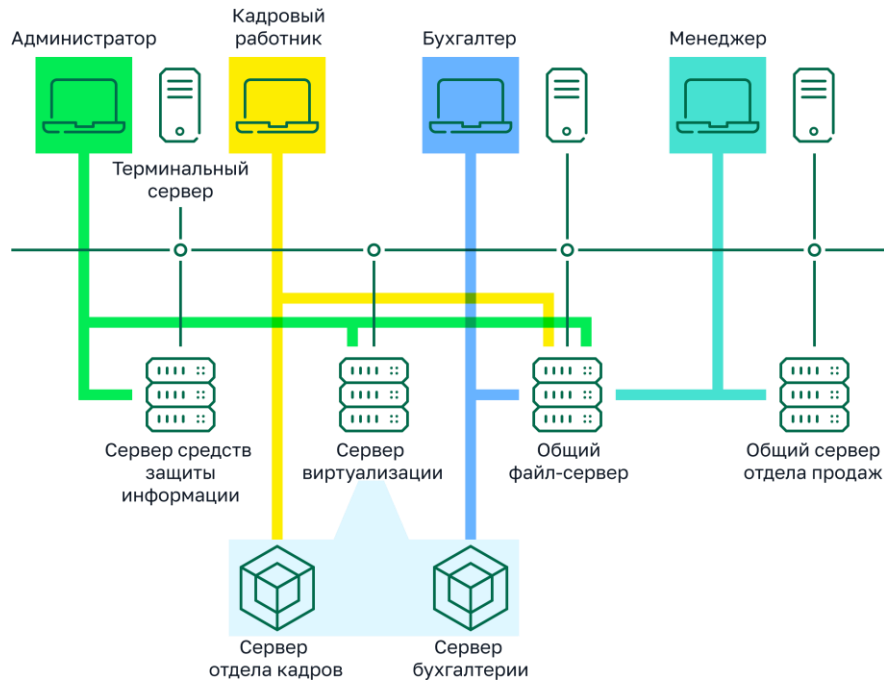 Администратор
Кадровый
работник
Бухгалтер
Менеджер
Терминальный
сервер
Сервер средств
защиты
информации
Сервер
виртуализации
Общий
файл-сервер
Общий сервер
отдела продаж
Сервер
отдела кадров
Сервер
бухгалтерии